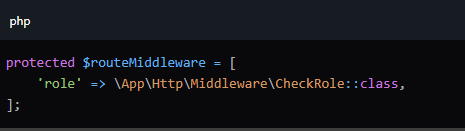 php
protected $routeMiddleware = [
    'role' => \App\Http\Middleware\CheckRole::class,
];